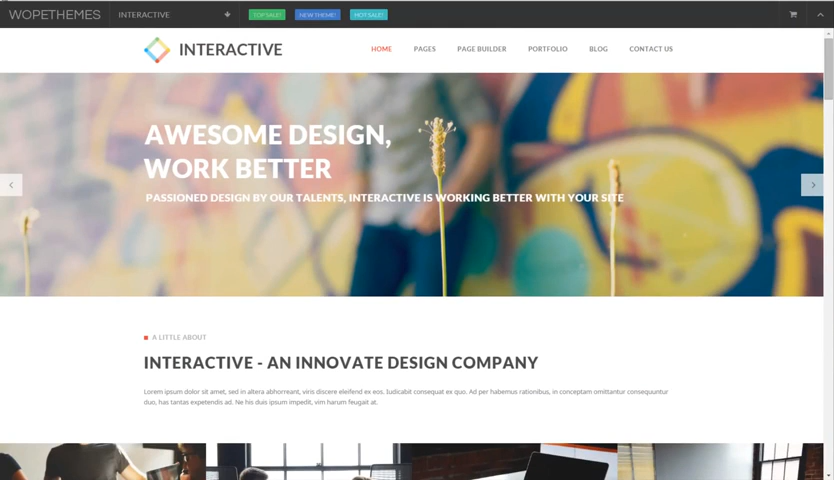 WOPETHEMES
INTERACTIVE
TOP SALE!
NEW THEME!
HOT SALE!
INTERACTIVE
HOME
PAGES
PAGE BUILDER
PORTFOLIO
BLOG
CONTACT US
AWESOME DESIGN,
WORK BETTER
PASSIONED DESIGN BY OUR TALENTS, INTERACTIVE IS WORKING BETTER WITH YOUR SITE
A LITTLE ABOUT
INTERACTIVE - AN INNOVATE DESIGN COMPANY
Lorem ipsum dolor sit amet, sed in altera abhorreant, viris discere eleifend ex eos. Iudicabit consequat ex quo. Ad per habemus rationibus, in conceptam omittantur consequuntur
duo, has tantas expetendis ad. Ne his duis ipsum impedit, vim harum feugait at.